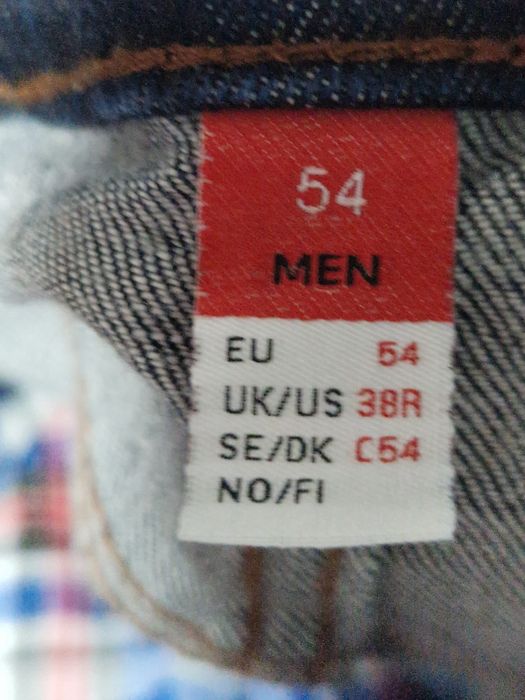 54
MEN
EU 54
UK/US 38R
SE/DK C54
NO/FI